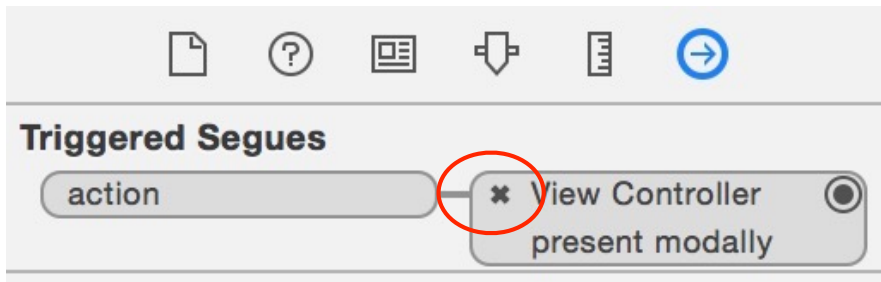 Triggered Segues
action
View Controller
present modally